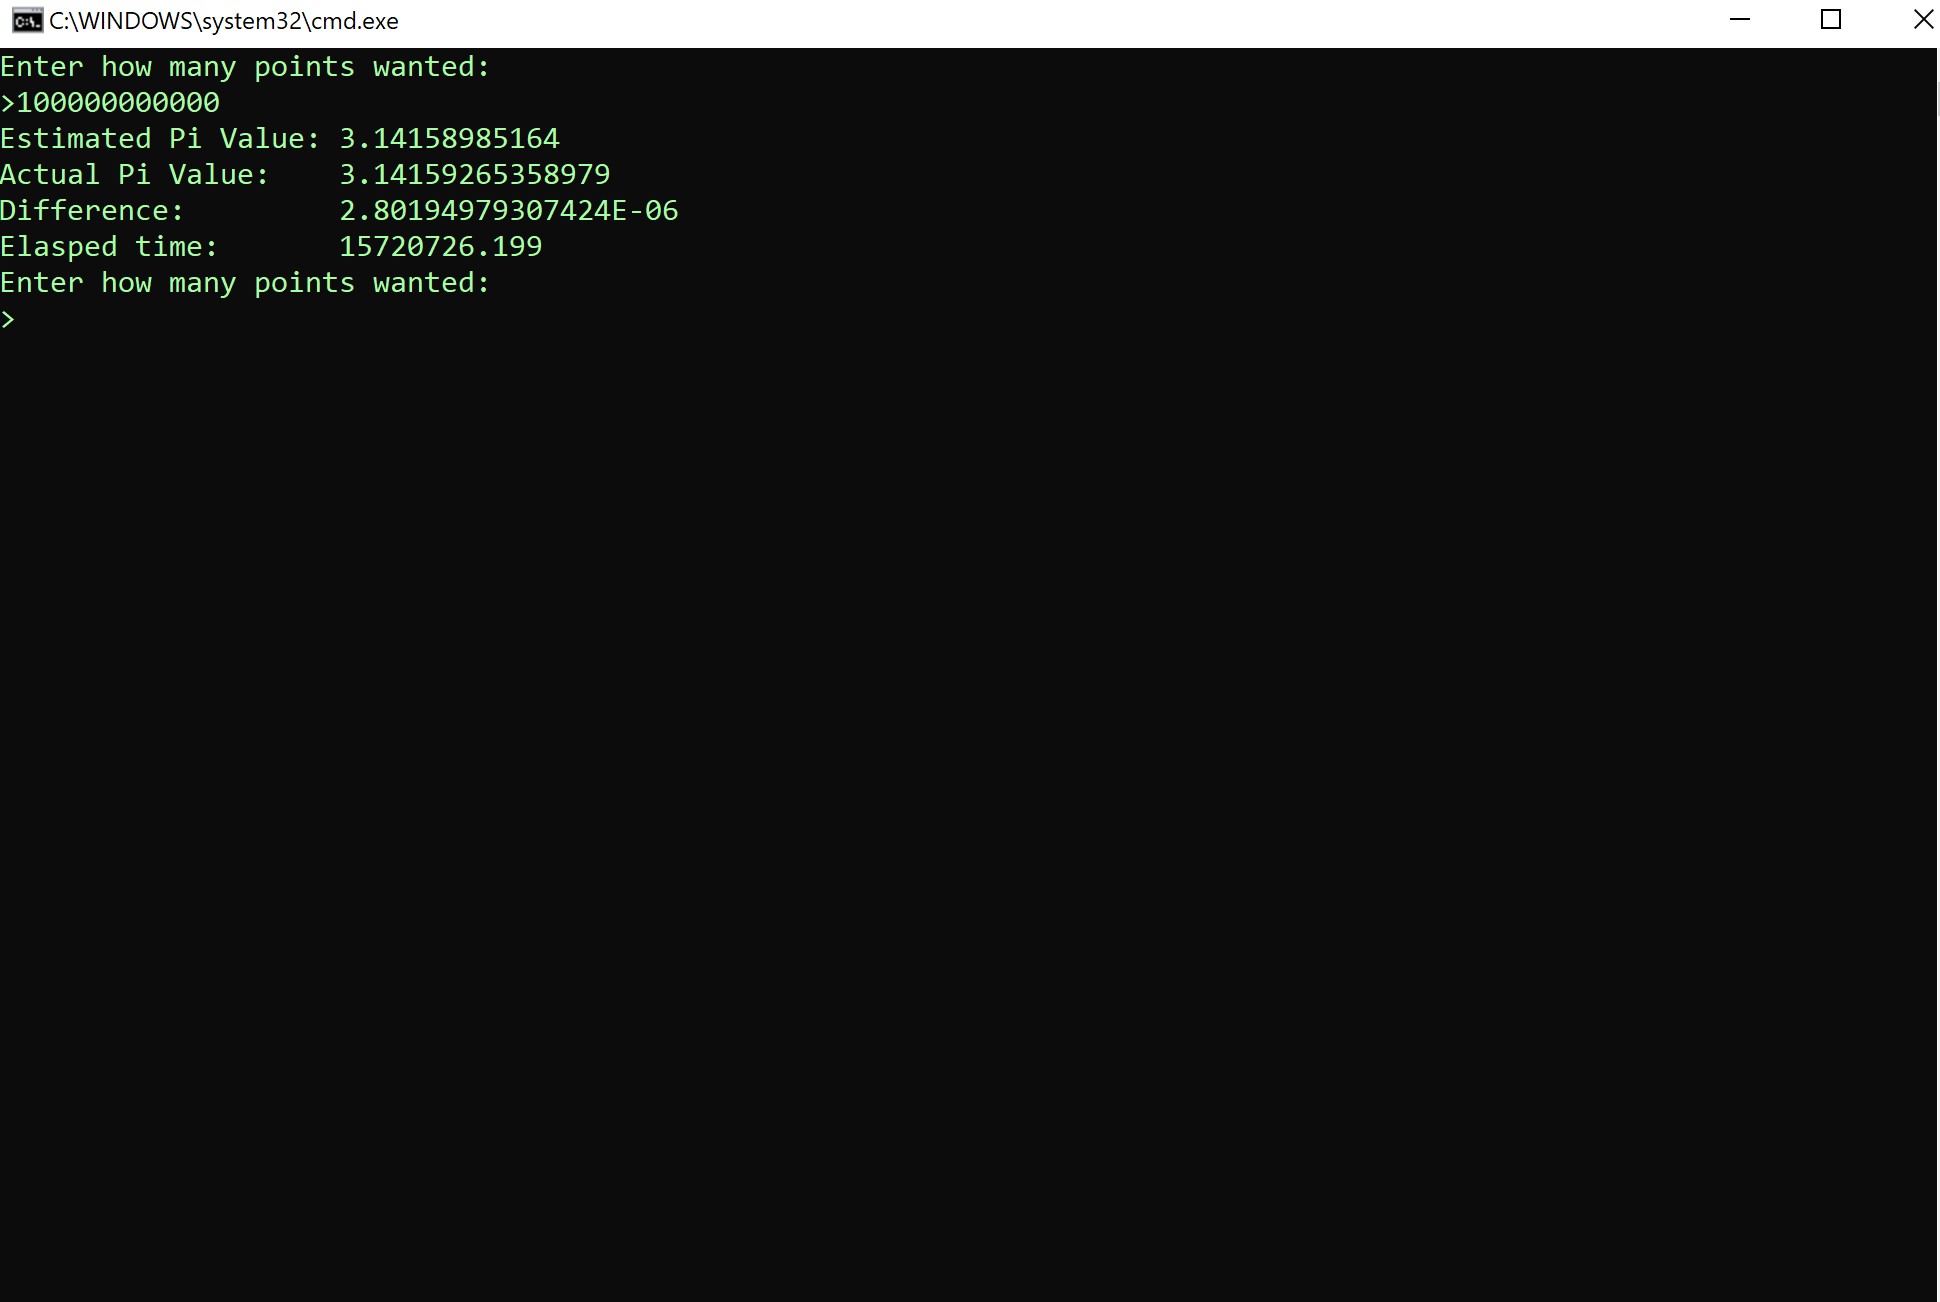 C:\WINDOWS\system32\cmd.exe
Enter how many points wanted:
>100000000000
Estimated Pi Value: 3.14158985164
Actual Pi Value:    3.14159265358979
Difference:         2.80194979307424E-06
Elasped time:       15720726.199
Enter how many points wanted:
>